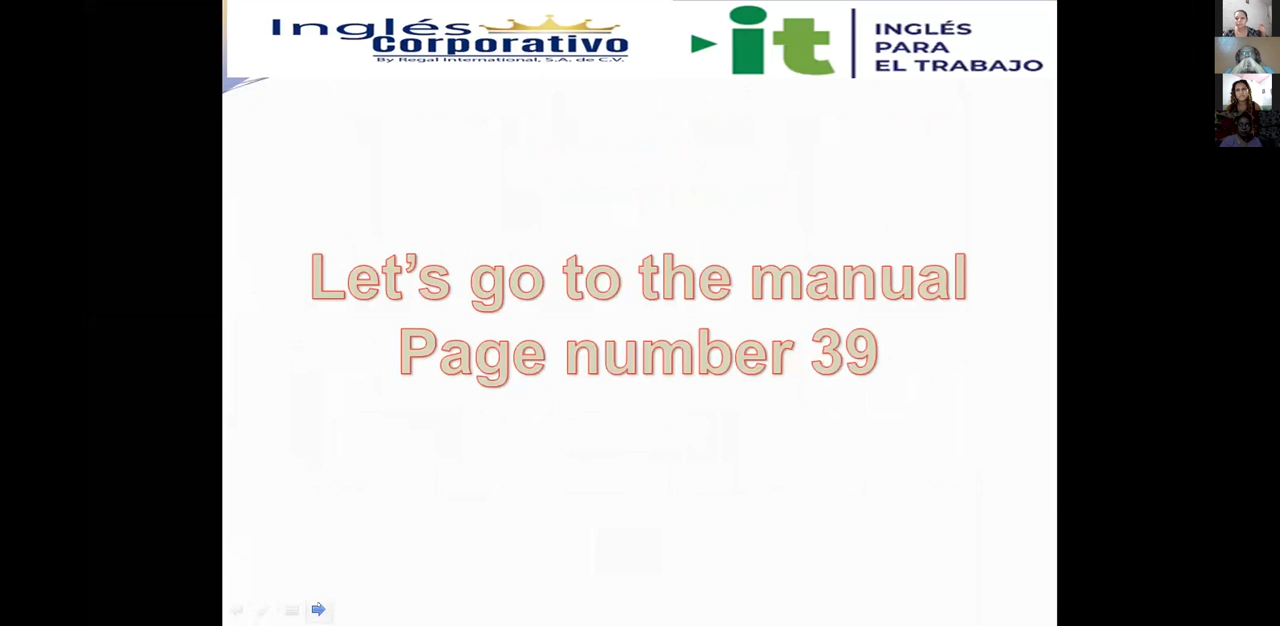 Inglés
Corporativo
By Regal International, S.A. de C.V.
it
INGLÉS
PARA
EL TRABAJO
Let’s go to the manual
Page number 39